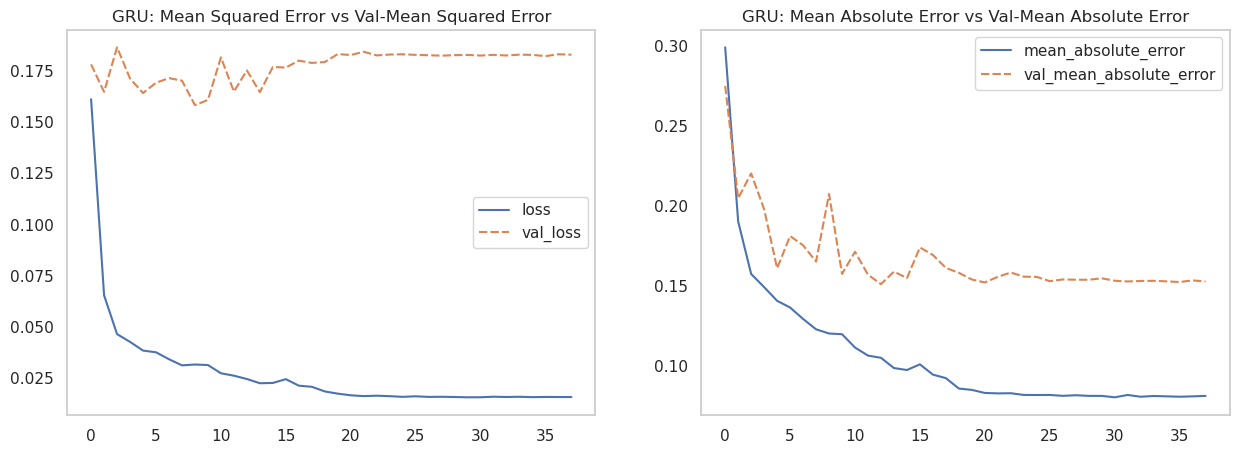 GRU: Mean Squared Error vs Val-Mean Squared Error
0.175
0.150
0.125
0.100
0.075
0.050
0.025
0 5 10 15 20 25 30 35
loss
val_loss
GRU: Mean Absolute Error vs Val-Mean Absolute Error
0.30
0.25
0.20
0.15
0.10
0 5 10 15 20 25 30 35
mean_absolute_error
val_mean_absolute_error